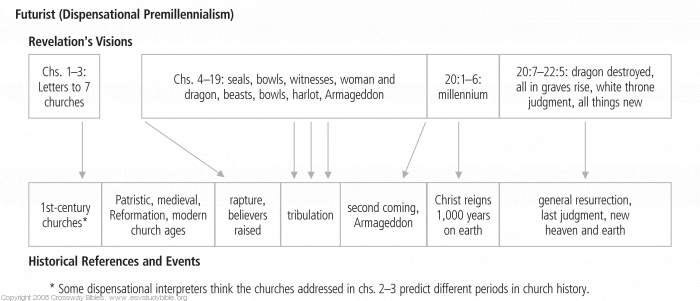 Futurist (Dispensational Premillennialism)
Revelation's Visions
Chs. 1–3:
Letters to 7
churches
Chs. 4–19: seals, bowls, witnesses, woman and
dragon, beasts, bowls, harlot, Armageddon
20:1–6:
millennium
20:7–22:5: dragon destroyed,
all in graves rise, white throne
judgment, all things new
1st-century
churches*
Patristic, medieval,
Reformation, modern
church ages
rapture,
believers
raised
tribulation
second coming,
Armageddon
Christ reigns
1,000 years
on earth
general resurrection,
last judgment, new
heaven and earth
Historical References and Events
* Some dispensational interpreters think the churches addressed in chs. 2–3 predict different periods in church history.
Copyright 2008 Crossway Bibles. www.esvstudybible.org